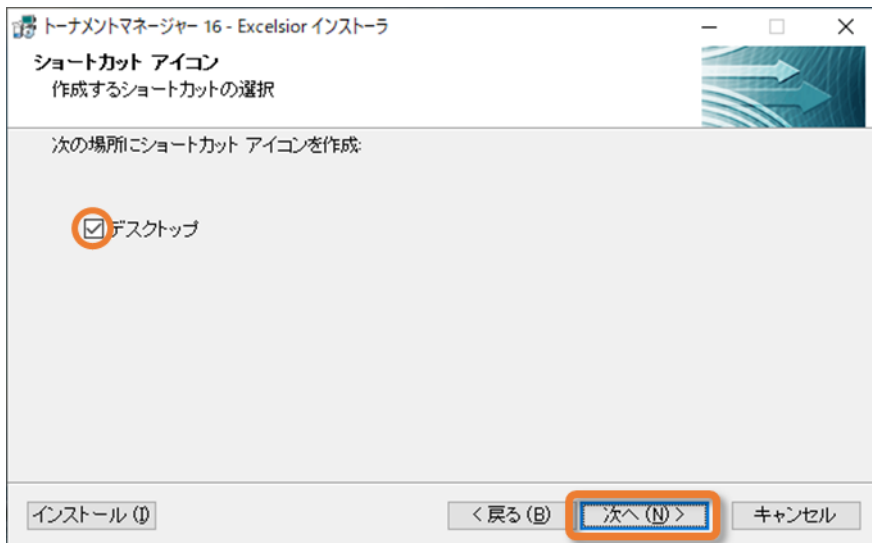 トーナメントマネージャー 16 - Excelsior インストーラ
ショートカット アイコン
作成するショートカットの選択
次の場所にショートカット アイコンを作成:
デスクトップ
インストール (I)
< 戻る (B)
次へ (N) >
キャンセル